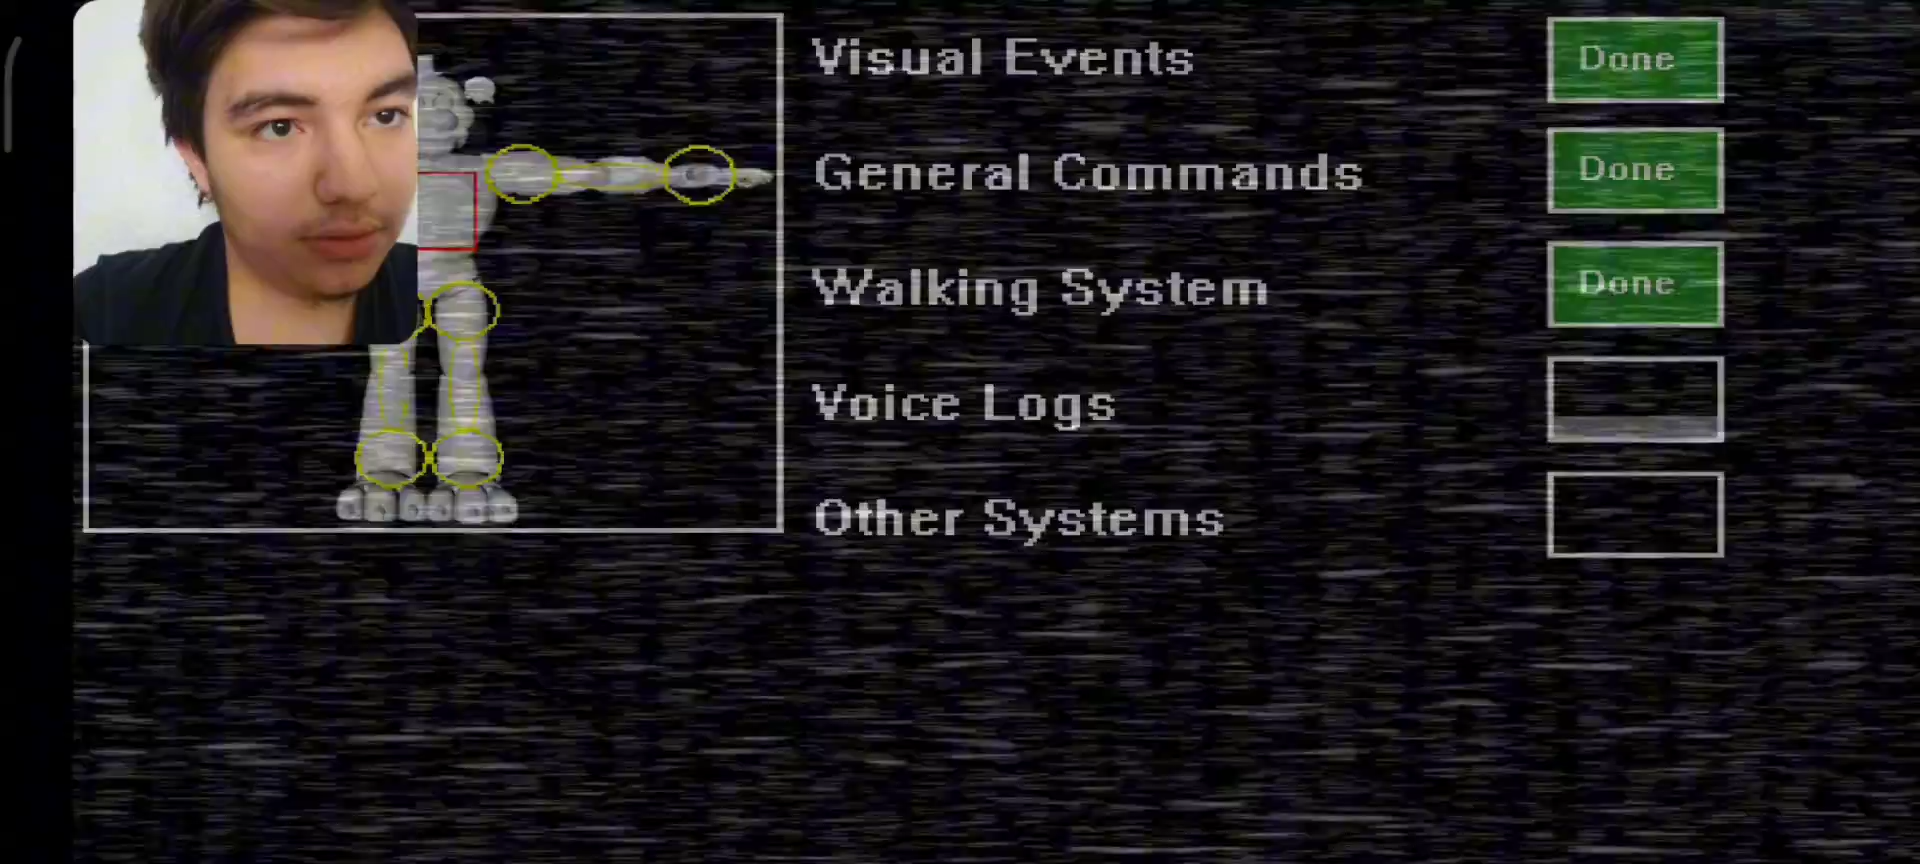 Visual Events
Done
General Commands
Done
Walking System
Done
Voice Logs
Other Systems